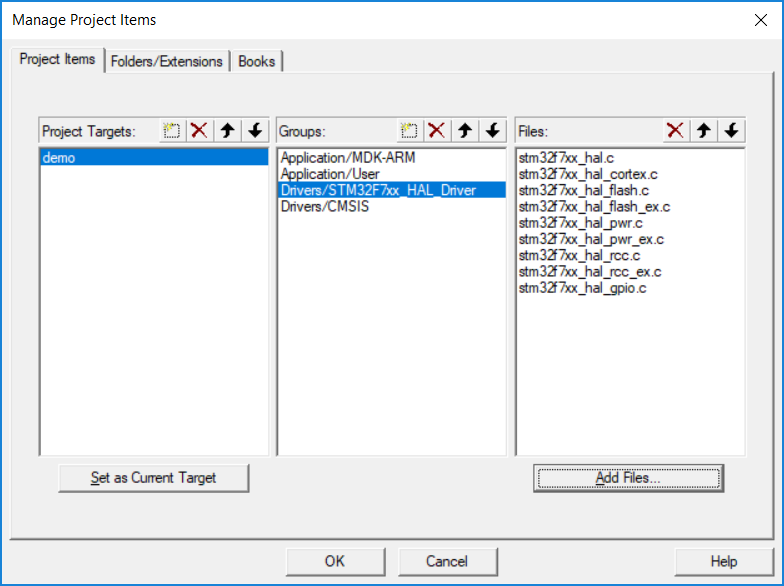 Manage Project Items
Project Items
Folders/Extensions
Books
Project Targets:
Groups:
Files:
demo
Application/MDK-ARM
Application/User
Drivers/STM32F7xx_HAL_Driver
Drivers/CMSIS
stm32f7xx_hal.c
stm32f7xx_hal_cortex.c
stm32f7xx_hal_flash.c
stm32f7xx_hal_flash_ex.c
stm32f7xx_hal_pwr.c
stm32f7xx_hal_pwr_ex.c
stm32f7xx_hal_rcc.c
stm32f7xx_hal_rcc_ex.c
stm32f7xx_hal_gpio.c
Set as Current Target
Add Files...
OK
Cancel
Help